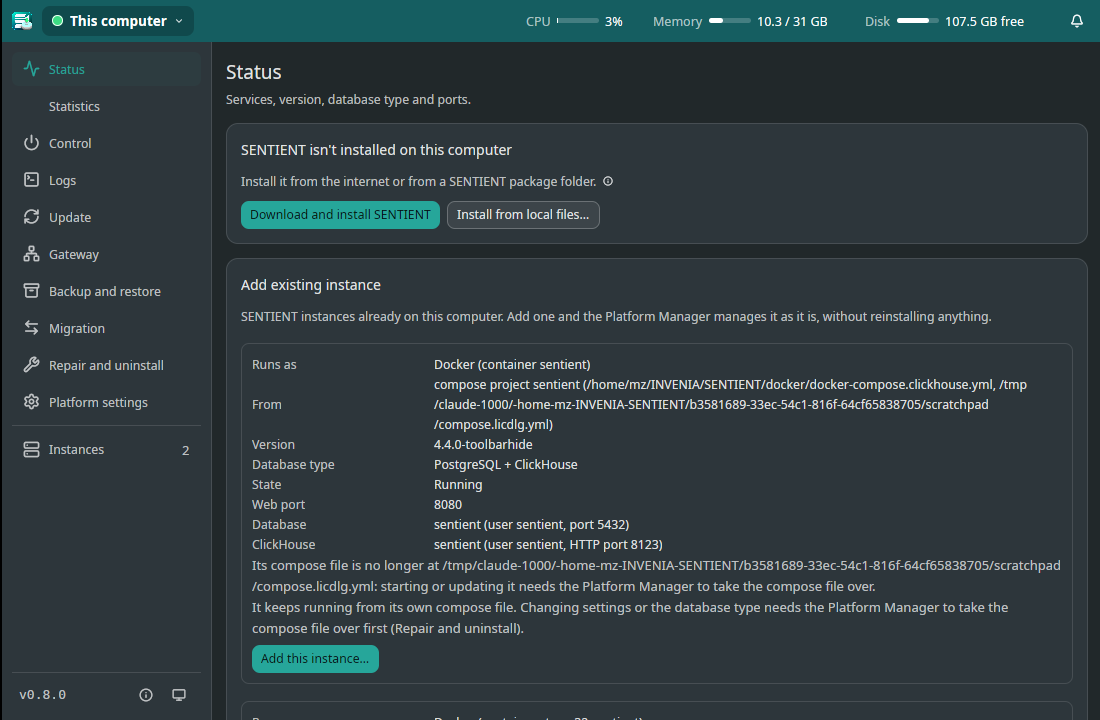 This computer
CPU 3% Memory 10.3 / 31 GB Disk 107.5 GB free
Status
Statistics
Control
Logs
Update
Gateway
Backup and restore
Migration
Repair and uninstall
Platform settings
Instances 2
v0.8.0
Status
Services, version, database type and ports.
SENTIENT isn't installed on this computer
Install it from the internet or from a SENTIENT package folder.
Download and install SENTIENT Install from local files...
Add existing instance
SENTIENT instances already on this computer. Add one and the Platform Manager manages it as it is, without reinstalling anything.
Runs as Docker (container sentient)
compose project sentient (/home/mz/INVENIA/SENTIENT/docker/docker-compose.clickhouse.yml, /tmp
From /claude-1000/-home-mz-INVENIA-SENTIENT/b3581689-33ec-54c1-816f-64cf65838705/scratchpad
/compose.licdlg.yml)
Version 4.4.0-toolbarhide
Database type PostgreSQL + ClickHouse
State Running
Web port 8080
Database sentient (user sentient, port 5432)
ClickHouse sentient (user sentient, HTTP port 8123)
Its compose file is no longer at /tmp/claude-1000/-home-mz-INVENIA-SENTIENT/b3581689-33ec-54c1-816f-64cf65838705/scratchpad
/compose.licdlg.yml: starting or updating it needs the Platform Manager to take the compose file over.
It keeps running from its own compose file. Changing settings or the database type needs the Platform Manager to take the
compose file over first (Repair and uninstall).
Add this instance...